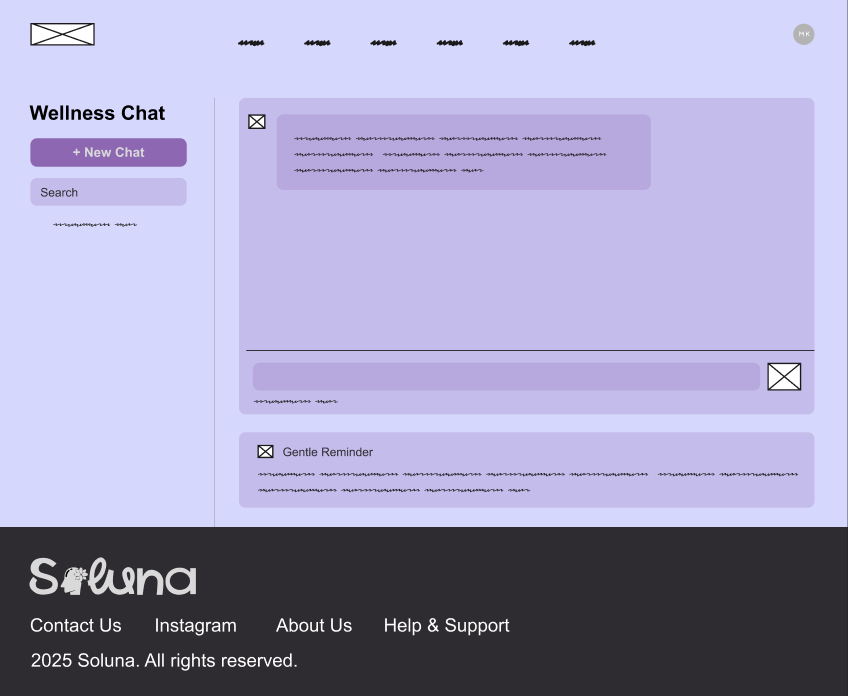 MK
Wellness Chat
+ New Chat
Search
Gentle Reminder
Soluna
Contact Us Instagram About Us Help & Support
2025 Soluna. All rights reserved.